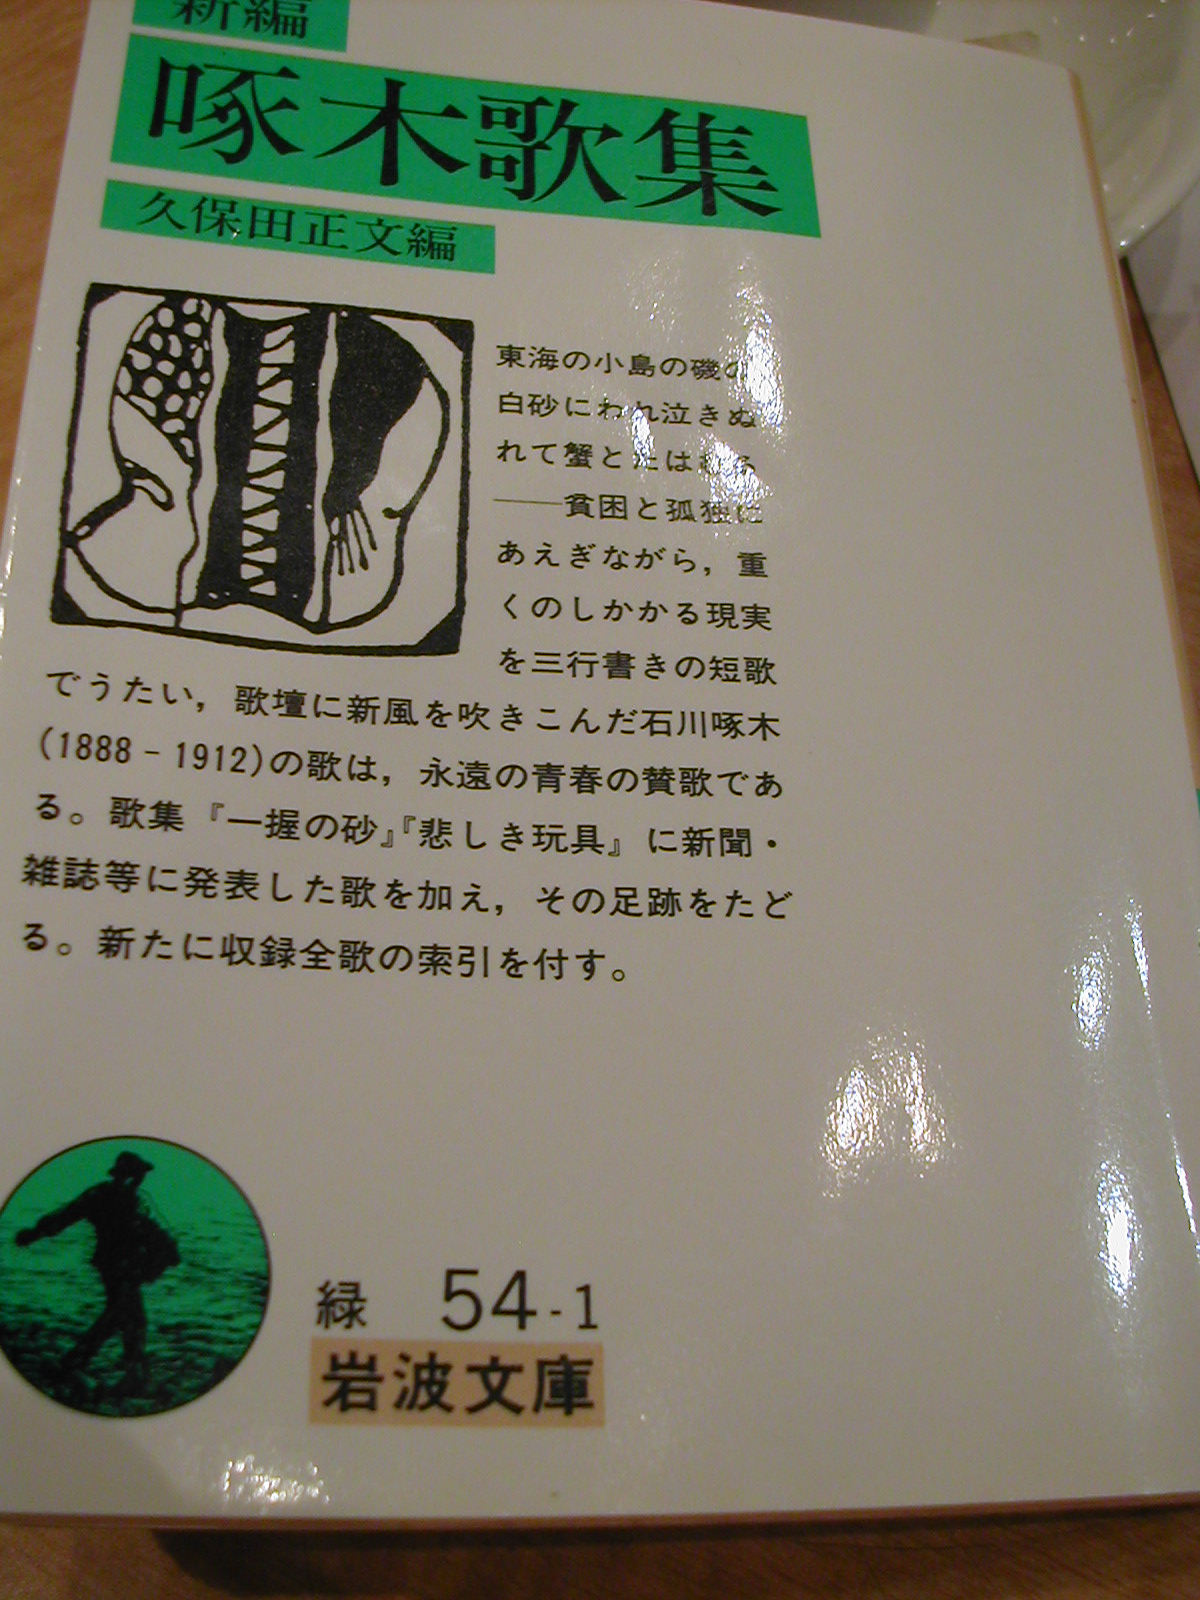 新編
啄木歌集
久保田正文編
東海の小島の磯の
白砂にわれ泣きぬ
れて蟹とたはむる
――貧困と孤独に
あえぎながら，重
くのしかかる現実
を三行書きの短歌
でうたい，歌壇に新風を吹きこんだ石川啄木
(1888‐1912)の歌は，永遠の青春の賛歌であ
る。歌集『一握の砂』『悲しき玩具』に新聞・
雑誌等に発表した歌を加え，その足跡をたど
る。新たに収録全歌の索引を付す。
緑 54-1
岩波文庫